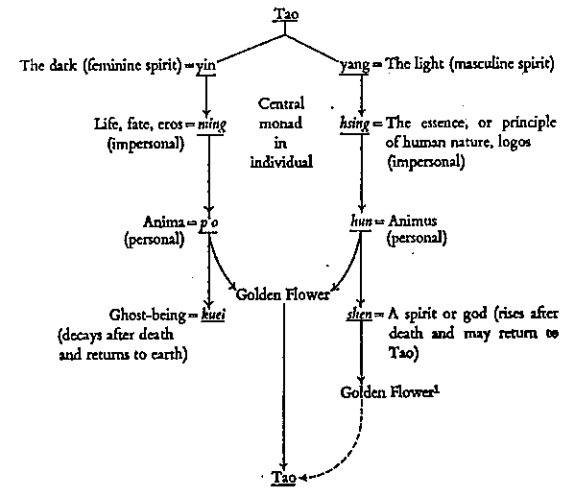 Tao
The dark (feminine spirit)=yin
yang=The light (masculine spirit)
Central
monad
in
individual
Life, fate, eros=ming
(impersonal)
hsing=The essence, or principle
of human nature, logos
(impersonal)
Anima=p'o
(personal)
hun=Animus
(personal)
Golden Flower
Ghost-being=kuei
(decays after death
and returns to earth)
shen=A spirit or god (rises after
death and may return to
Tao)
Golden Flower¹
Tao